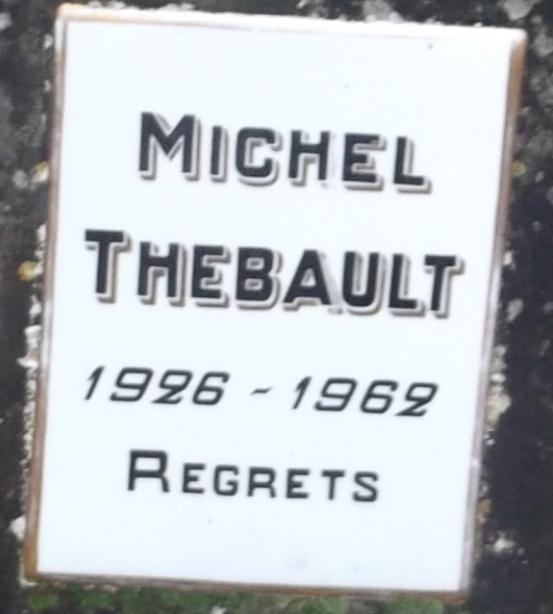 MICHEL
THEBAULT
1926 - 1962
REGRETS